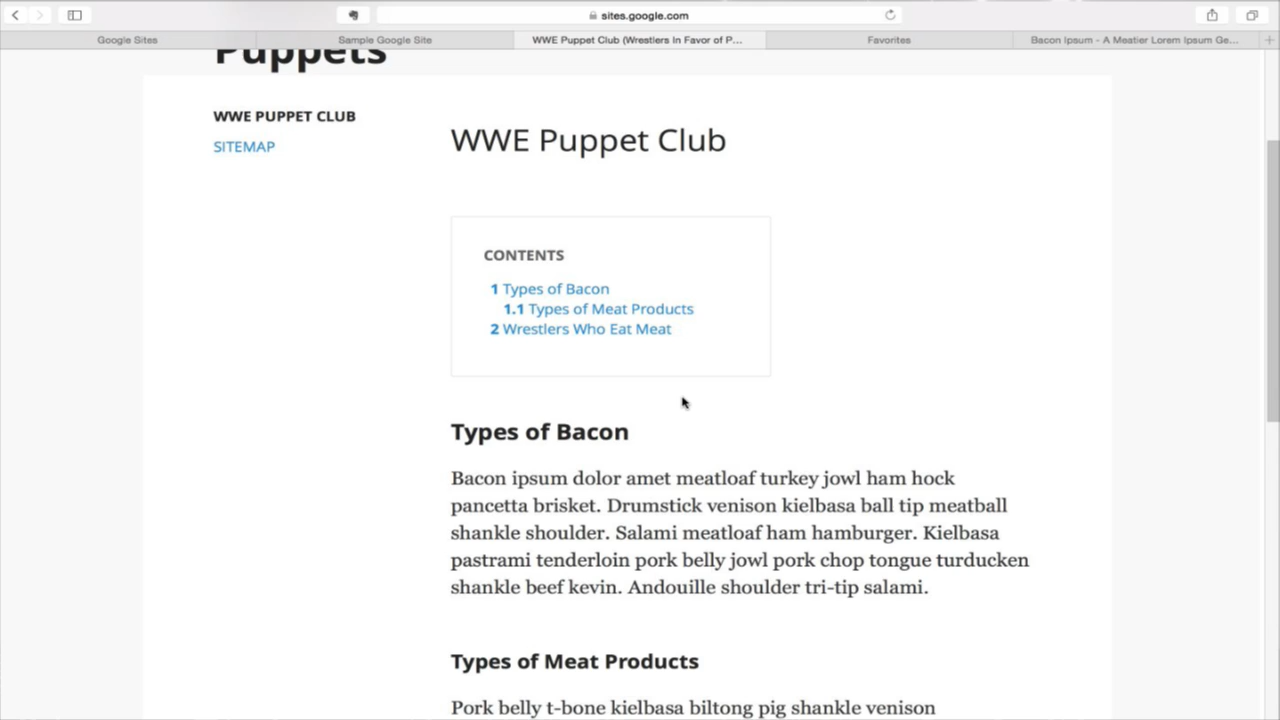 sites.google.com
Google Sites
Sample Google Site
WWE Puppet Club (Wrestlers In Favor of P...
Favorites
Bacon Ipsum - A Meatier Lorem Ipsum Ge...
Puppets
WWE PUPPET CLUB
SITEMAP
WWE Puppet Club
CONTENTS
1 Types of Bacon
1.1 Types of Meat Products
2 Wrestlers Who Eat Meat
Types of Bacon
Bacon ipsum dolor amet meatloaf turkey jowl ham hock
pancetta brisket. Drumstick venison kielbasa ball tip meatball
shankle shoulder. Salami meatloaf ham hamburger. Kielbasa
pastrami tenderloin pork belly jowl pork chop tongue turducken
shankle beef kevin. Andouille shoulder tri-tip salami.
Types of Meat Products
Pork belly t-bone kielbasa biltong pig shankle venison